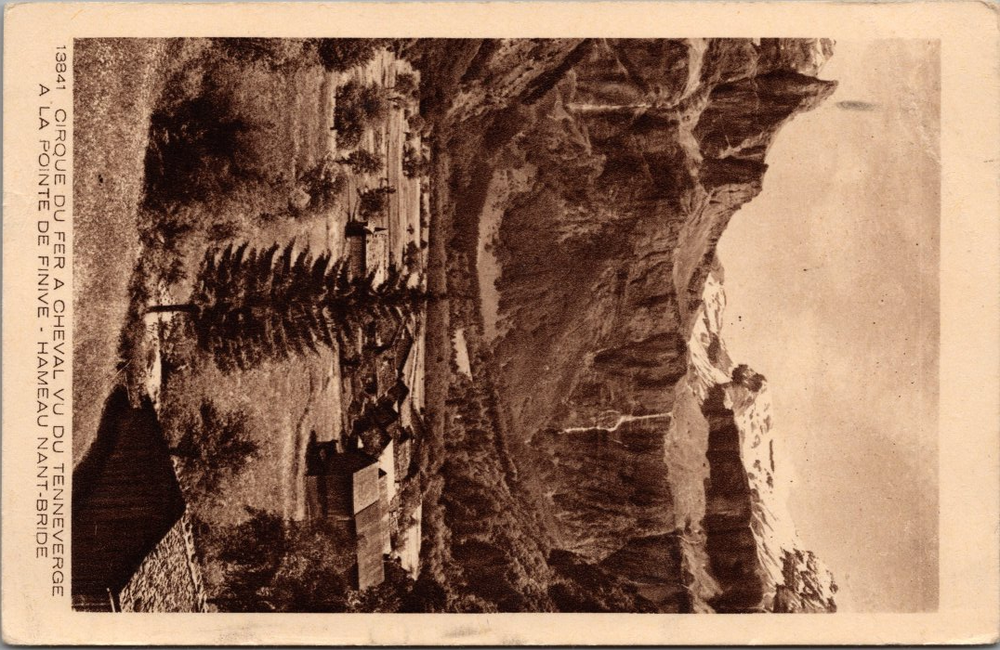 13841 CIRQUE DU FER A CHEVAL VU DU TENNEVERGE
A LA POINTE DE FINIVE - HAMEAU NANT-BRIDE